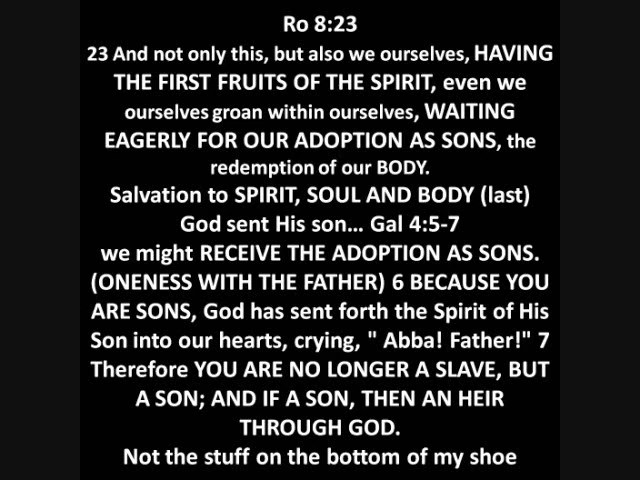 Ro 8:23
23 And not only this, but also we ourselves, HAVING
THE FIRST FRUITS OF THE SPIRIT, even we
ourselves groan within ourselves, WAITING
EAGERLY FOR OUR ADOPTION AS SONS, the
redemption of our BODY.
Salvation to SPIRIT, SOUL AND BODY (last)
God sent His son... Gal 4:5-7
we might RECEIVE THE ADOPTION AS SONS.
(ONENESS WITH THE FATHER) 6 BECAUSE YOU
ARE SONS, God has sent forth the Spirit of His
Son into our hearts, crying, " Abba! Father!" 7
Therefore YOU ARE NO LONGER A SLAVE, BUT
A SON; AND IF A SON, THEN AN HEIR
THROUGH GOD.
Not the stuff on the bottom of my shoe